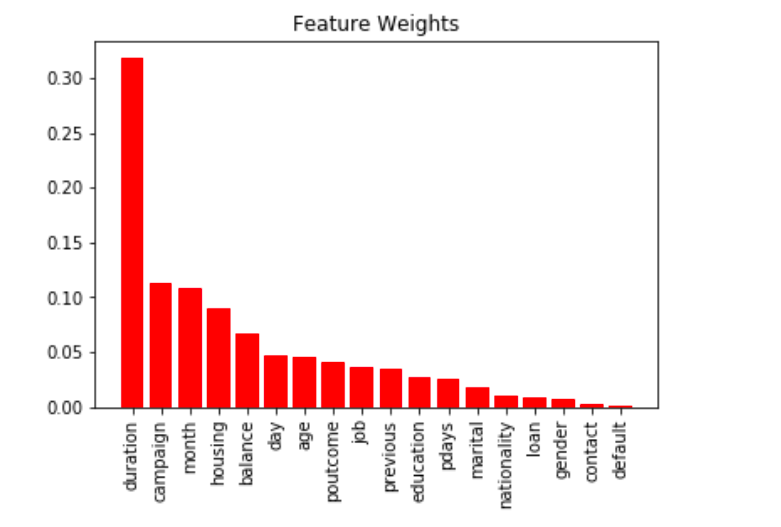 Feature Weights
0.30
0.25
0.20
0.15
0.10
0.05
0.00
duration
campaign
month
housing
balance
day
age
poutcome
job
previous
education
pdays
marital
nationality
loan
gender
contact
default